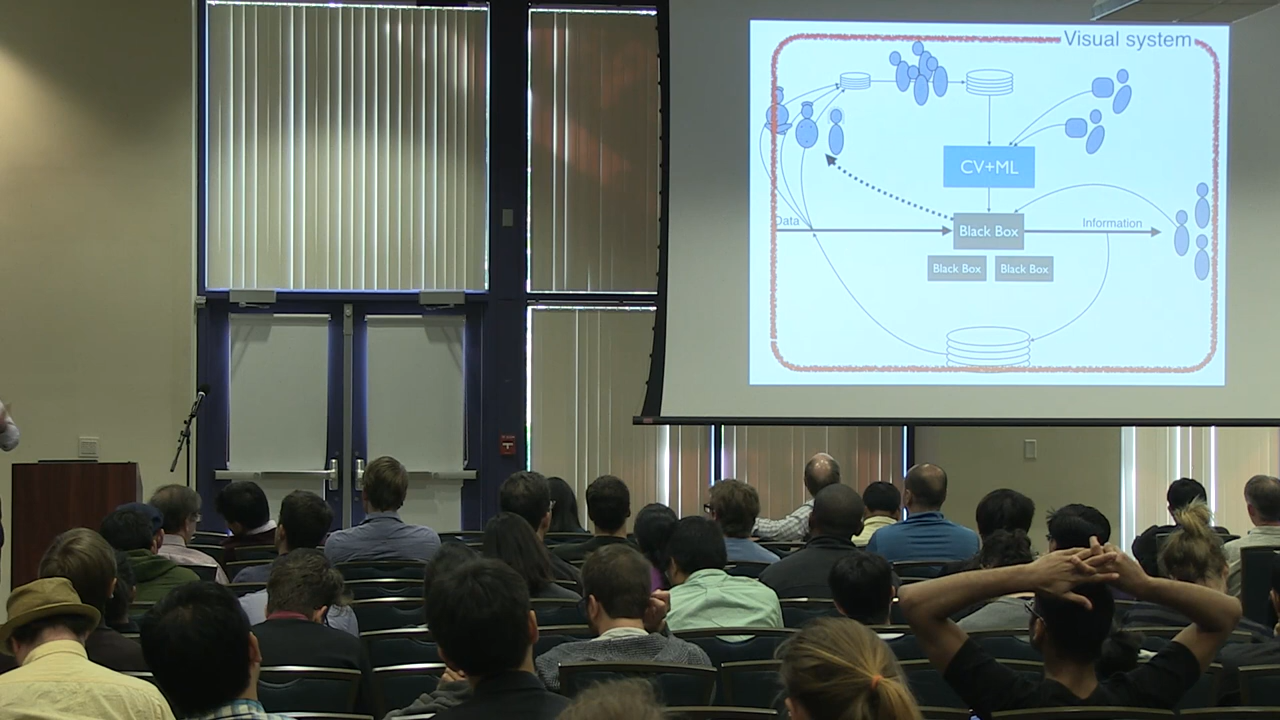 Visual system
CV+ML
Data
Black Box
Information
Black Box
Black Box